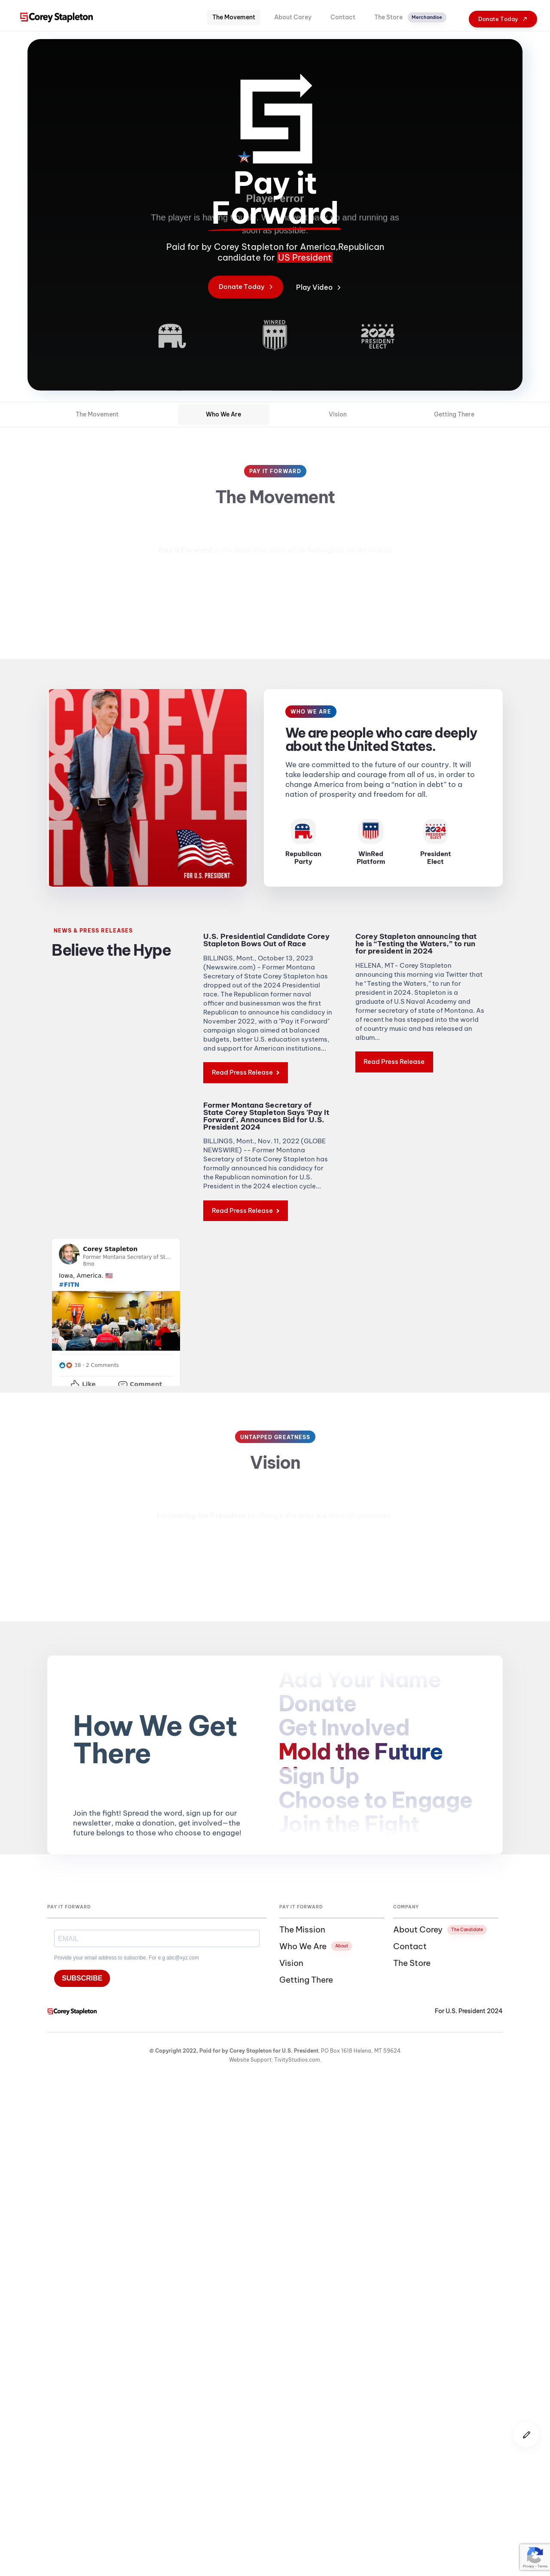 Corey Stapleton
The Movement
About Corey
Contact
The Store
Merchandise
Donate Today
Pay it
Forward
Player error
The player is having
up and running as
soon as possible.
Paid for by Corey Stapleton for America,Republican
candidate for US President
Donate Today
Play Video
WINRED
2024
PRESIDENT
ELECT
The Movement
Who We Are
Vision
Getting There
PAY IT FORWARD
The Movement
COREY
STAPLE
TON
FOR U.S. PRESIDENT
WHO WE ARE
We are people who care deeply
about the United States.
We are committed to the future of our country. It will
take leadership and courage from all of us, in order to
change America from being a “nation in debt” to a
nation of prosperity and freedom for all.
2024
PRESIDENT
ELECT
Republican
Party
WinRed
Platform
President
Elect
NEWS & PRESS RELEASES
Believe the Hype
U.S. Presidential Candidate Corey
Stapleton Bows Out of Race
BILLINGS, Mont., October 13, 2023
(Newswire.com) - Former Montana
Secretary of State Corey Stapleton has
dropped out of the 2024 Presidential
race. The Republican former naval
officer and businessman was the first
Republican to announce his candidacy in
November 2022, with a "Pay it Forward"
campaign slogan aimed at balanced
budgets, better U.S. education systems,
and support for American institutions...
Read Press Release
Corey Stapleton announcing that
he is “Testing the Waters,” to run
for president in 2024
HELENA, MT– Corey Stapleton
announcing this morning via Twitter that
he “Testing the Waters,” to run for
president in 2024. Stapleton is a
graduate of U.S Naval Academy and
former secretary of state of Montana. As
of recent he has stepped into the world
of country music and has released an
album...
Read Press Release
Former Montana Secretary of
State Corey Stapleton Says 'Pay It
Forward', Announces Bid for U.S.
President 2024
BILLINGS, Mont., Nov. 11, 2022 (GLOBE
NEWSWIRE) -- Former Montana
Secretary of State Corey Stapleton has
formally announced his candidacy for
the Republican nomination for U.S.
President in the 2024 election cycle...
Read Press Release
Corey Stapleton
Former Montana Secretary of St...
8mo
Iowa, America. 🇺🇸
#FITN
38 · 2 Comments
Like
Comment
UNTAPPED GREATNESS
Vision
How We Get
There
Join the fight! Spread the word, sign up for our
newsletter, make a donation, get involved—the
future belongs to those who choose to engage!
Add Your Name
Donate
Get Involved
Mold the Future
Sign Up
Choose to Engage
Join the Fight
PAY IT FORWARD
EMAIL
Provide your email address to subscribe. For e.g abc@xyz.com
SUBSCRIBE
PAY IT FORWARD
The Mission
Who We Are
About
Vision
Getting There
COMPANY
About Corey
The Candidate
Contact
The Store
Corey Stapleton
For U.S. President 2024
© Copyright 2022, Paid for by Corey Stapleton for U.S. President. PO Box 1618 Helena, MT 59624
Website Support: TivityStudios.com.
Privacy - Terms